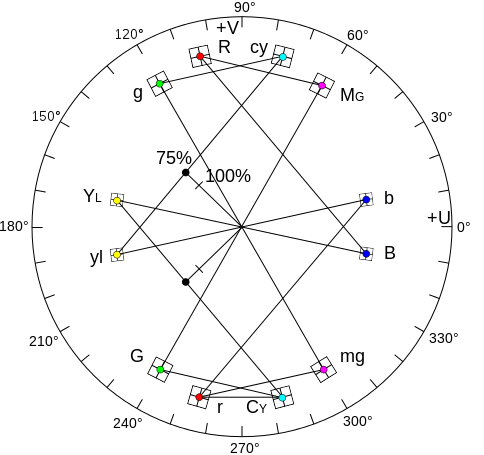 90°
+V
120°
R cy
60°
g
MG
150°
30°
75%
100%
YL
b
+U
180°
0°
yl
B
210°
330°
G
mg
r CY
240°
300°
270°